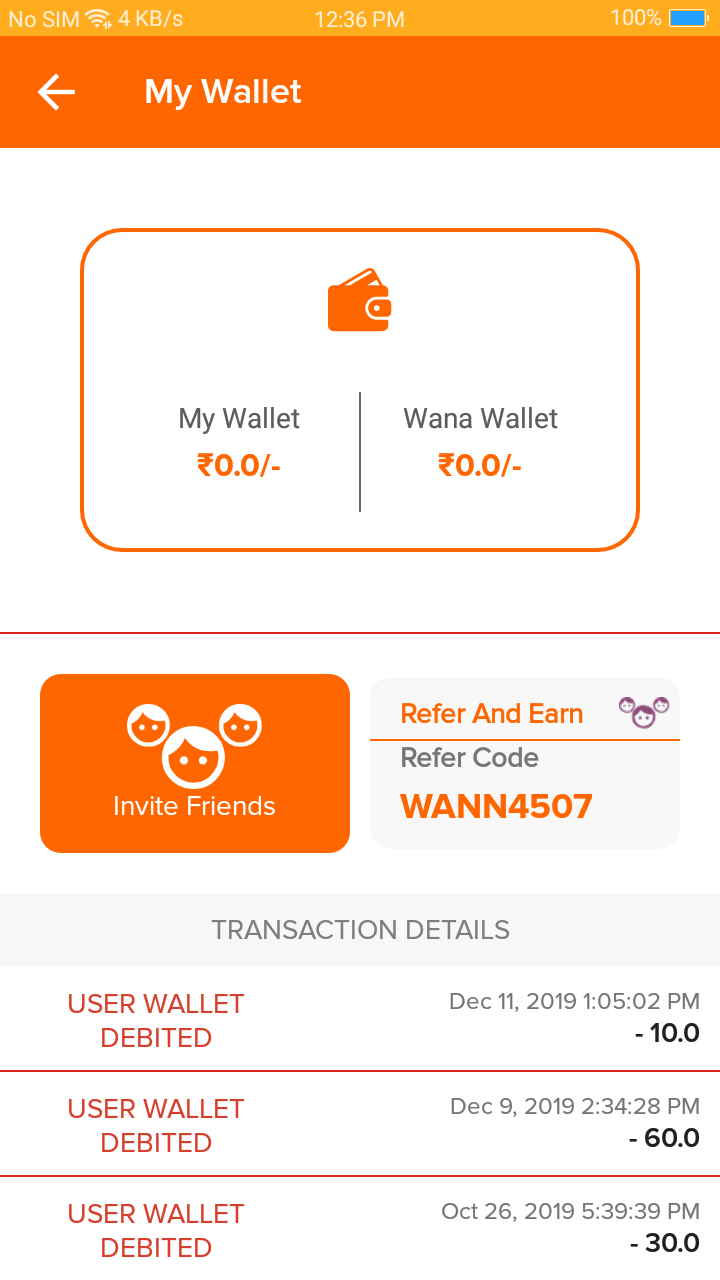 No SIM 4 KB/s 12:36 PM 100%
My Wallet
My Wallet Wana Wallet
₹0.0/- ₹0.0/-
Invite Friends
Refer And Earn
Refer Code
WANN4507
TRANSACTION DETAILS
USER WALLET
DEBITED
Dec 11, 2019 1:05:02 PM
- 10.0
USER WALLET
DEBITED
Dec 9, 2019 2:34:28 PM
- 60.0
USER WALLET
DEBITED
Oct 26, 2019 5:39:39 PM
- 30.0